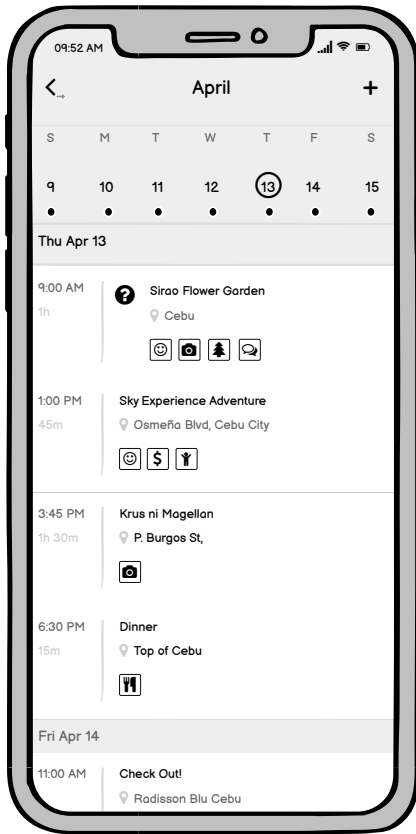 09:52 AM
April
S M T W T F S
9 10 11 12 13 14 15
Thu Apr 13
9:00 AM
1h
Sirao Flower Garden
Cebu
1:00 PM
45m
Sky Experience Adventure
Osmeña Blvd, Cebu City
3:45 PM
1h 30m
Krus ni Magellan
P. Burgos St,
6:30 PM
15m
Dinner
Top of Cebu
Fri Apr 14
11:00 AM
Check Out!
Radisson Blu Cebu